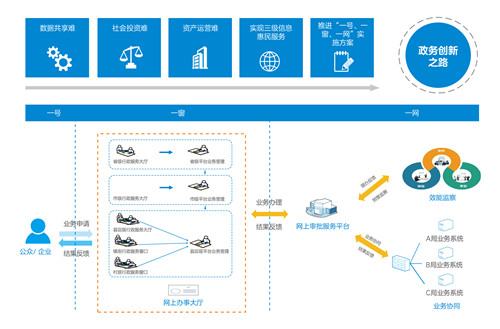 数据共享难
社会投资难
资产运营难
实现三级信息
惠民服务
推进“一号、一
窗、一网”实
施方案
政务创新
之路
一号
一窗
一网
省级行政服务大厅
省级平台业务管理
市级行政服务大厅
市级平台业务管理
县区级行政服务大厅
镇街行政服务窗口
县区级平台业务管理
村居行政服务窗口
网上办事大厅
公众/ 企业
业务申请
结果反馈
业务办理
结果反馈
网上审批服务平台
效能监察
业务协同
结果反馈
A局业务系统
B局业务系统
C局业务系统
业务协同